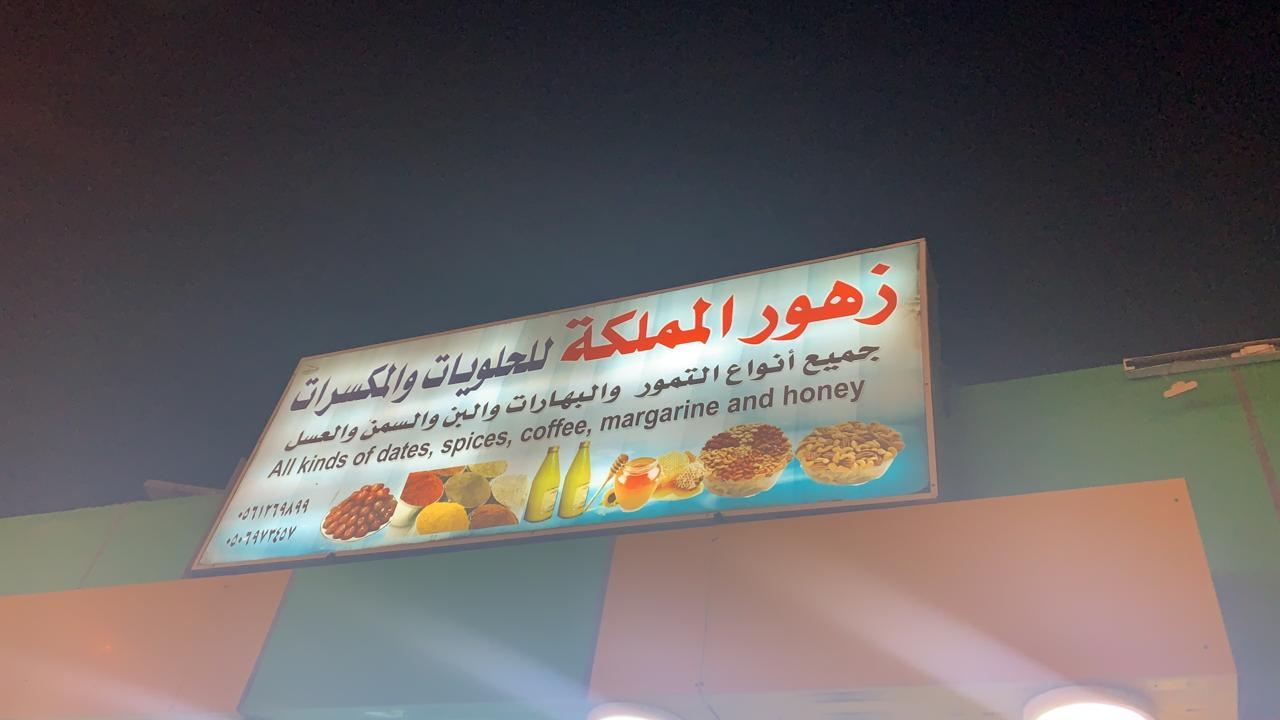 زهور المملكة للحلويات والمكسرات
جميع أنواع التمور والبهارات والبن والسمن والعسل
All kinds of dates, spices, coffee, margarine and honey
٠٥٦١٢٦٩٨٩٩
٠٥٠٦٩٧٣٤٥٧